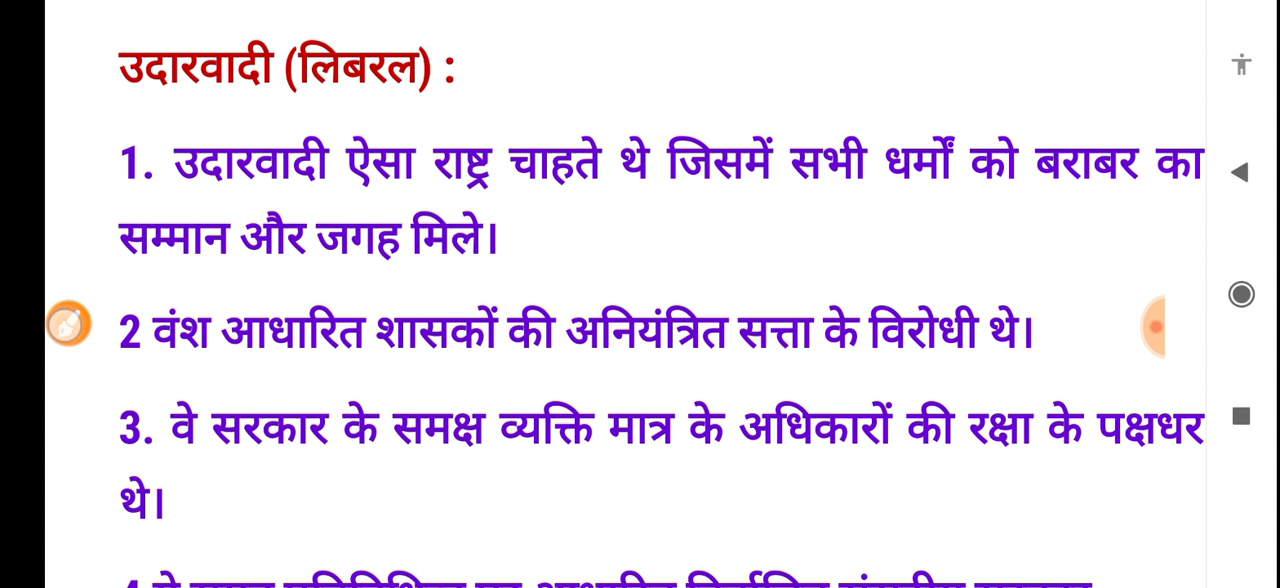 उदारवादी (लिबरल) :
1. उदारवादी ऐसा राष्ट्र चाहते थे जिसमें सभी धर्मों को बराबर का
सम्मान और जगह मिले।
2 वंश आधारित शासकों की अनियंत्रित सत्ता के विरोधी थे।
3. वे सरकार के समक्ष व्यक्ति मात्र के अधिकारों की रक्षा के पक्षधर
थे।